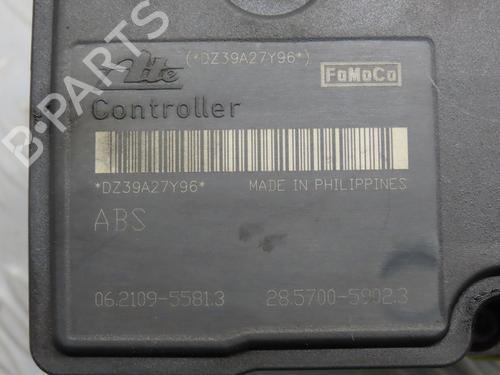 (*DZ39A27Y96*)
Ate
FoMoCo
Controller
*DZ39A27Y96* MADE IN PHILIPPINES
ABS
06.2109-5581.3 28.5700-5902.3
B-PARTS